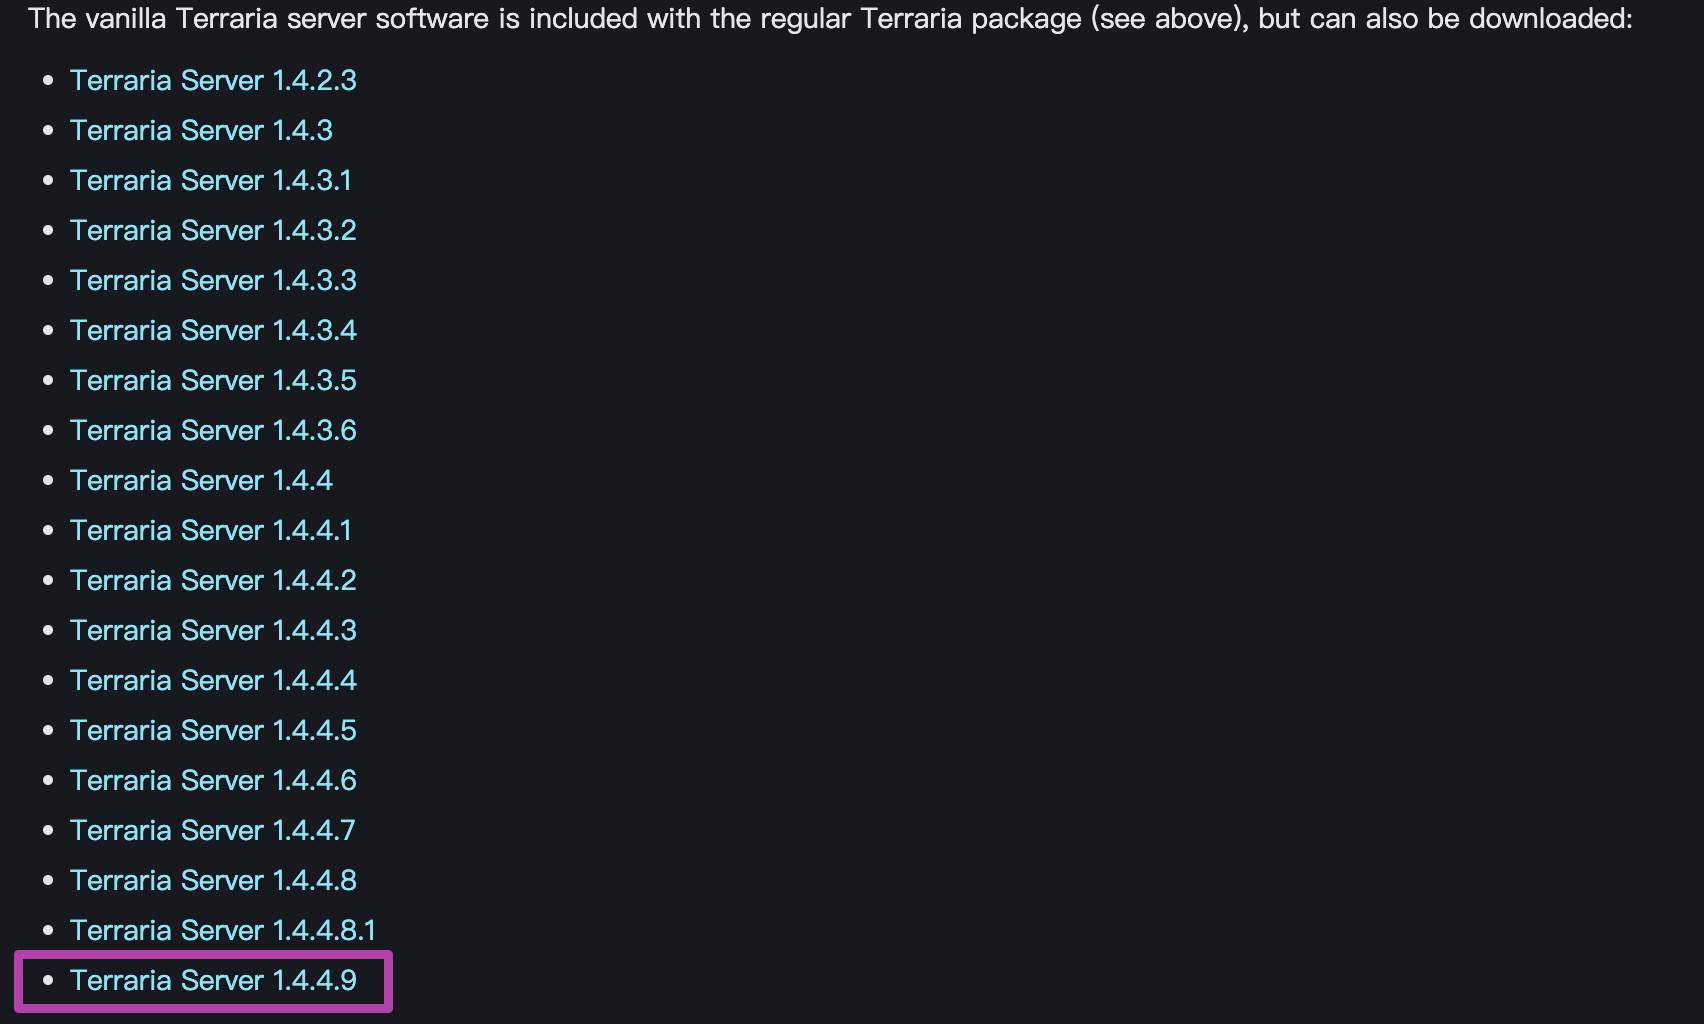 The vanilla Terraria server software is included with the regular Terraria package (see above), but can also be downloaded:
Terraria Server 1.4.2.3
Terraria Server 1.4.3
Terraria Server 1.4.3.1
Terraria Server 1.4.3.2
Terraria Server 1.4.3.3
Terraria Server 1.4.3.4
Terraria Server 1.4.3.5
Terraria Server 1.4.3.6
Terraria Server 1.4.4
Terraria Server 1.4.4.1
Terraria Server 1.4.4.2
Terraria Server 1.4.4.3
Terraria Server 1.4.4.4
Terraria Server 1.4.4.5
Terraria Server 1.4.4.6
Terraria Server 1.4.4.7
Terraria Server 1.4.4.8
Terraria Server 1.4.4.8.1
Terraria Server 1.4.4.9